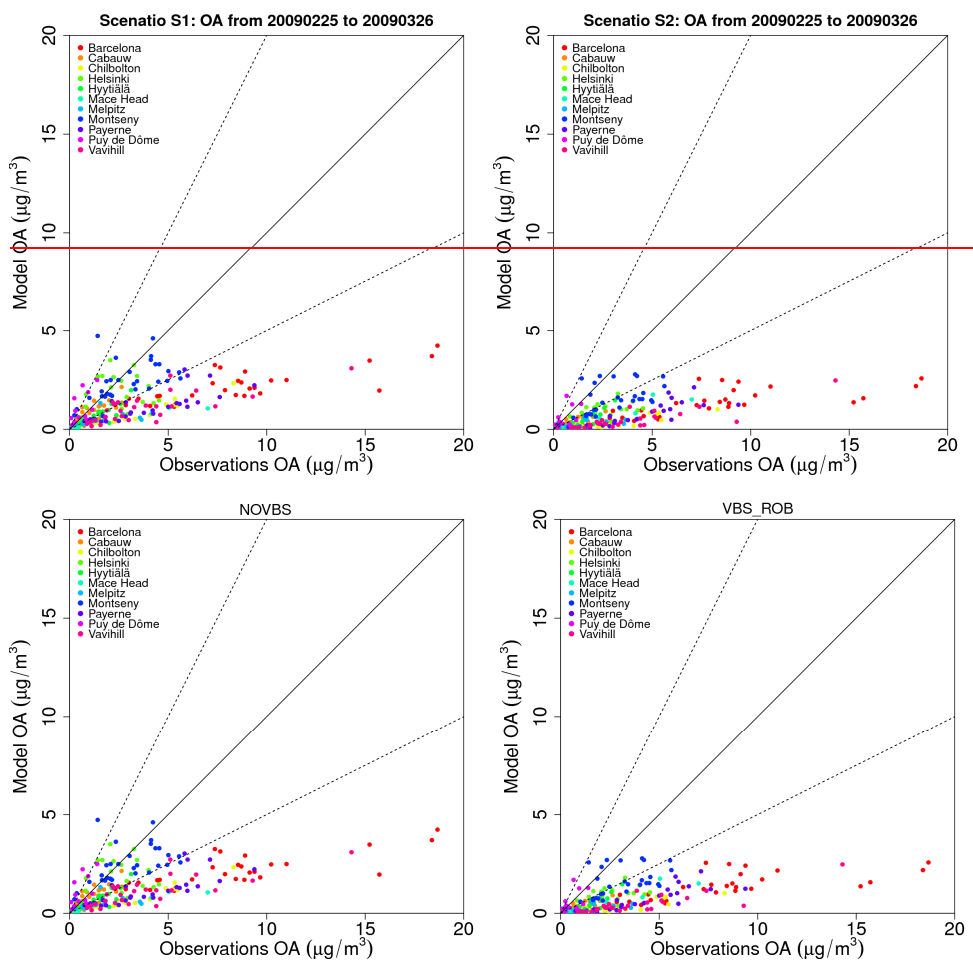 Scenatio S1: OA from 20090225 to 20090326
20
15
10
5
0
Model OA (µg/m³)
Barcelona
Cabauw
Chilbolton
Helsinki
Hyytiälä
Mace Head
Melpitz
Montseny
Payerne
Puy de Dôme
Vavihill
0 5 10 15 20
Observations OA (µg/m³)
Scenatio S2: OA from 20090225 to 20090326
20
15
10
5
0
Model OA (µg/m³)
Barcelona
Cabauw
Chilbolton
Helsinki
Hyytiälä
Mace Head
Melpitz
Montseny
Payerne
Puy de Dôme
Vavihill
0 5 10 15 20
Observations OA (µg/m³)
NOVBS
20
15
10
5
0
Model OA (µg/m³)
Barcelona
Cabauw
Chilbolton
Helsinki
Hyytiälä
Mace Head
Melpitz
Montseny
Payerne
Puy de Dôme
Vavihill
0 5 10 15 20
Observations OA (µg/m³)
VBS_ROB
20
15
10
5
0
Model OA (µg/m³)
Barcelona
Cabauw
Chilbolton
Helsinki
Hyytiälä
Mace Head
Melpitz
Montseny
Payerne
Puy de Dôme
Vavihill
0 5 10 15 20
Observations OA (µg/m³)